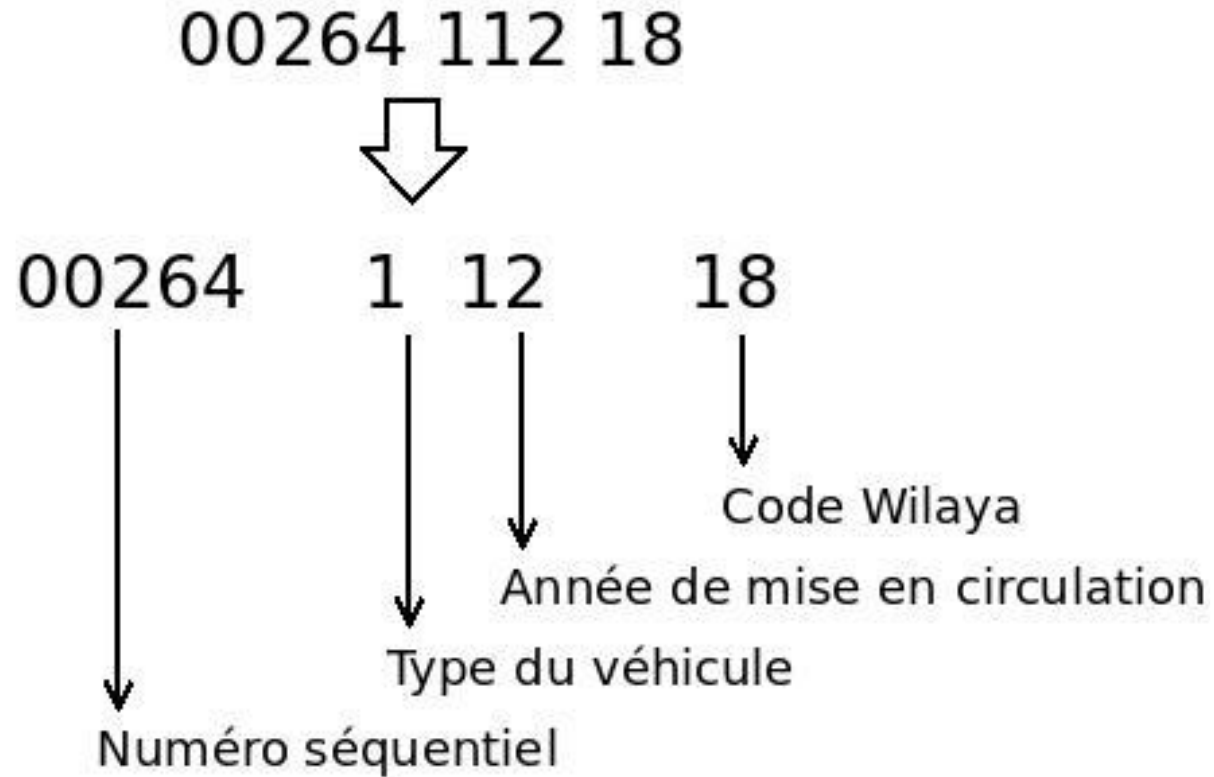 00264 112 18
00264 1 12 18
Code Wilaya
Année de mise en circulation
Type du véhicule
Numéro séquentiel